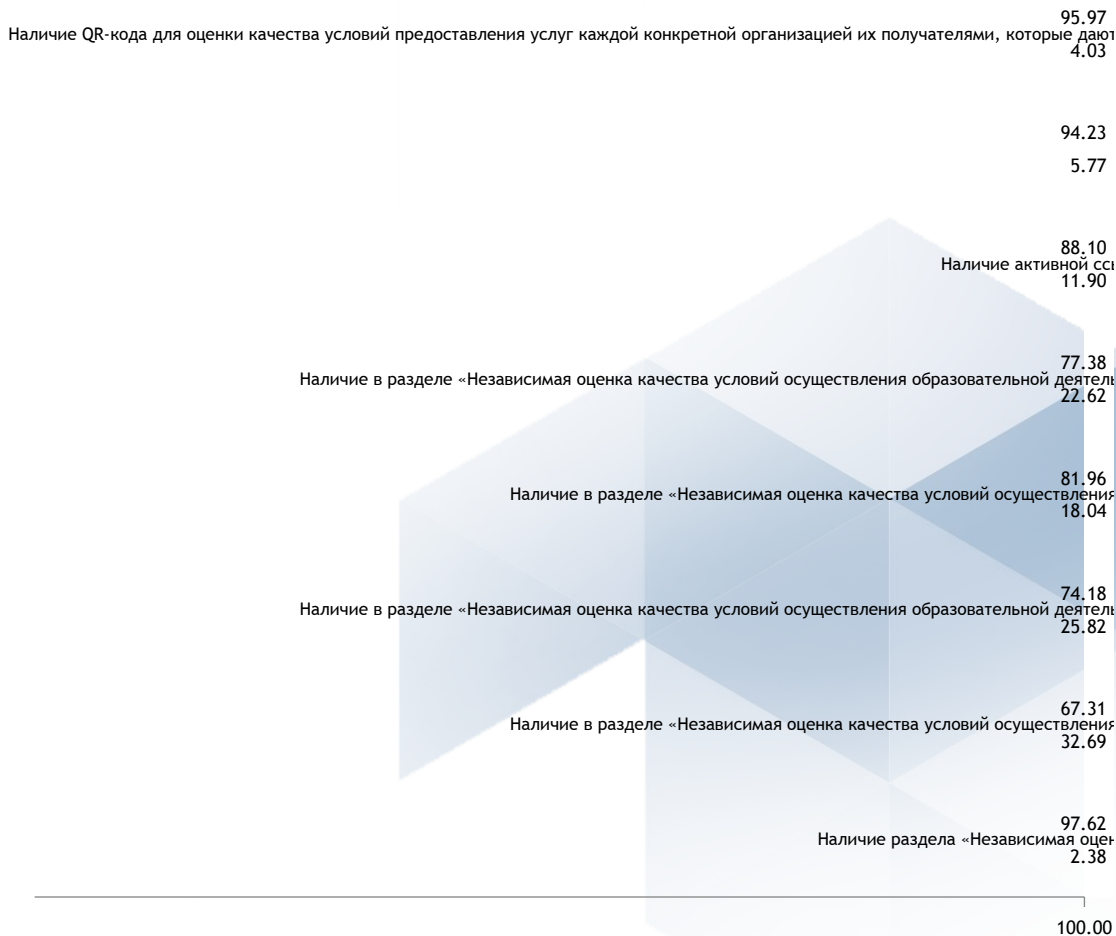 95.97
Наличие QR-кода для оценки качества условий предоставления услуг каждой конкретной организацией их получателями, которые дают
4.03
94.23
5.77
88.10
Наличие активной
11.90
77.38
Наличие в разделе «Независимая оценка качества условий осуществления образовательной
22.62
81.96
Наличие в разделе «Независимая оценка качества условий осуществления
18.04
74.18
Наличие в разделе «Независимая оценка качества условий осуществления образовательной
25.82
67.31
Наличие в разделе «Независимая оценка качества условий осуществления
32.69
97.62
Наличие раздела «Независимая
2.38
100.00